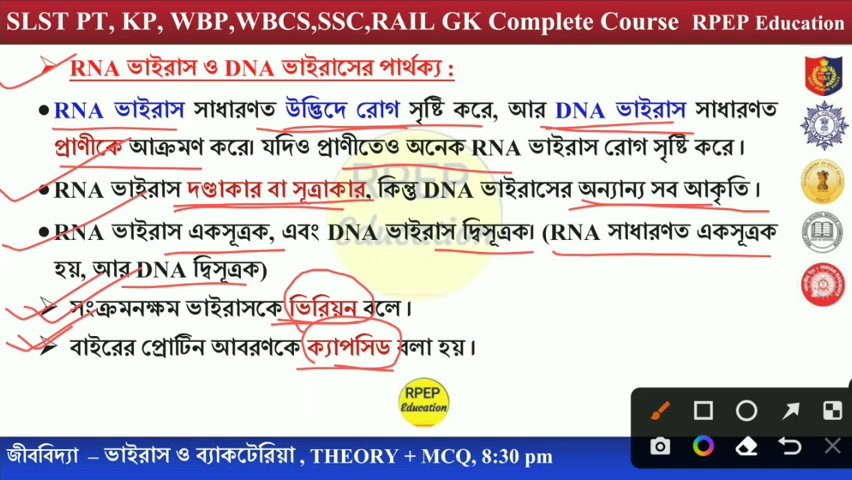 SLST PT, KP, WBP,WBCS,SSC,RAIL GK Complete Course RPEP Education
RNA ভাইরাস ও DNA ভাইরাসের পার্থক্য :
RNA ভাইরাস সাধারণত উদ্ভিদে রোগ সৃষ্টি করে, আর DNA ভাইরাস সাধারণত
প্রাণীকে আক্রমণ করে। যদিও প্রাণীতেও অনেক RNA ভাইরাস রোগ সৃষ্টি করে।
RNA ভাইরাস দণ্ডাকার বা সূত্রাকার, কিন্তু DNA ভাইরাসের অন্যান্য সব আকৃতি।
RNA ভাইরাস একসূত্রক, এবং DNA ভাইরাস দ্বিসূত্রক। (RNA সাধারণত একসূত্রক
হয়, আর DNA দ্বিসূত্রক)
সংক্রমনক্ষম ভাইরাসকে ভিরিয়ন বলে।
বাইরের প্রোটিন আবরণকে ক্যাপসিড বলা হয়।
RPEP
Education
RPEP
Education
জীববিদ্যা – ভাইরাস ও ব্যাকটেরিয়া , THEORY + MCQ, 8:30 pm